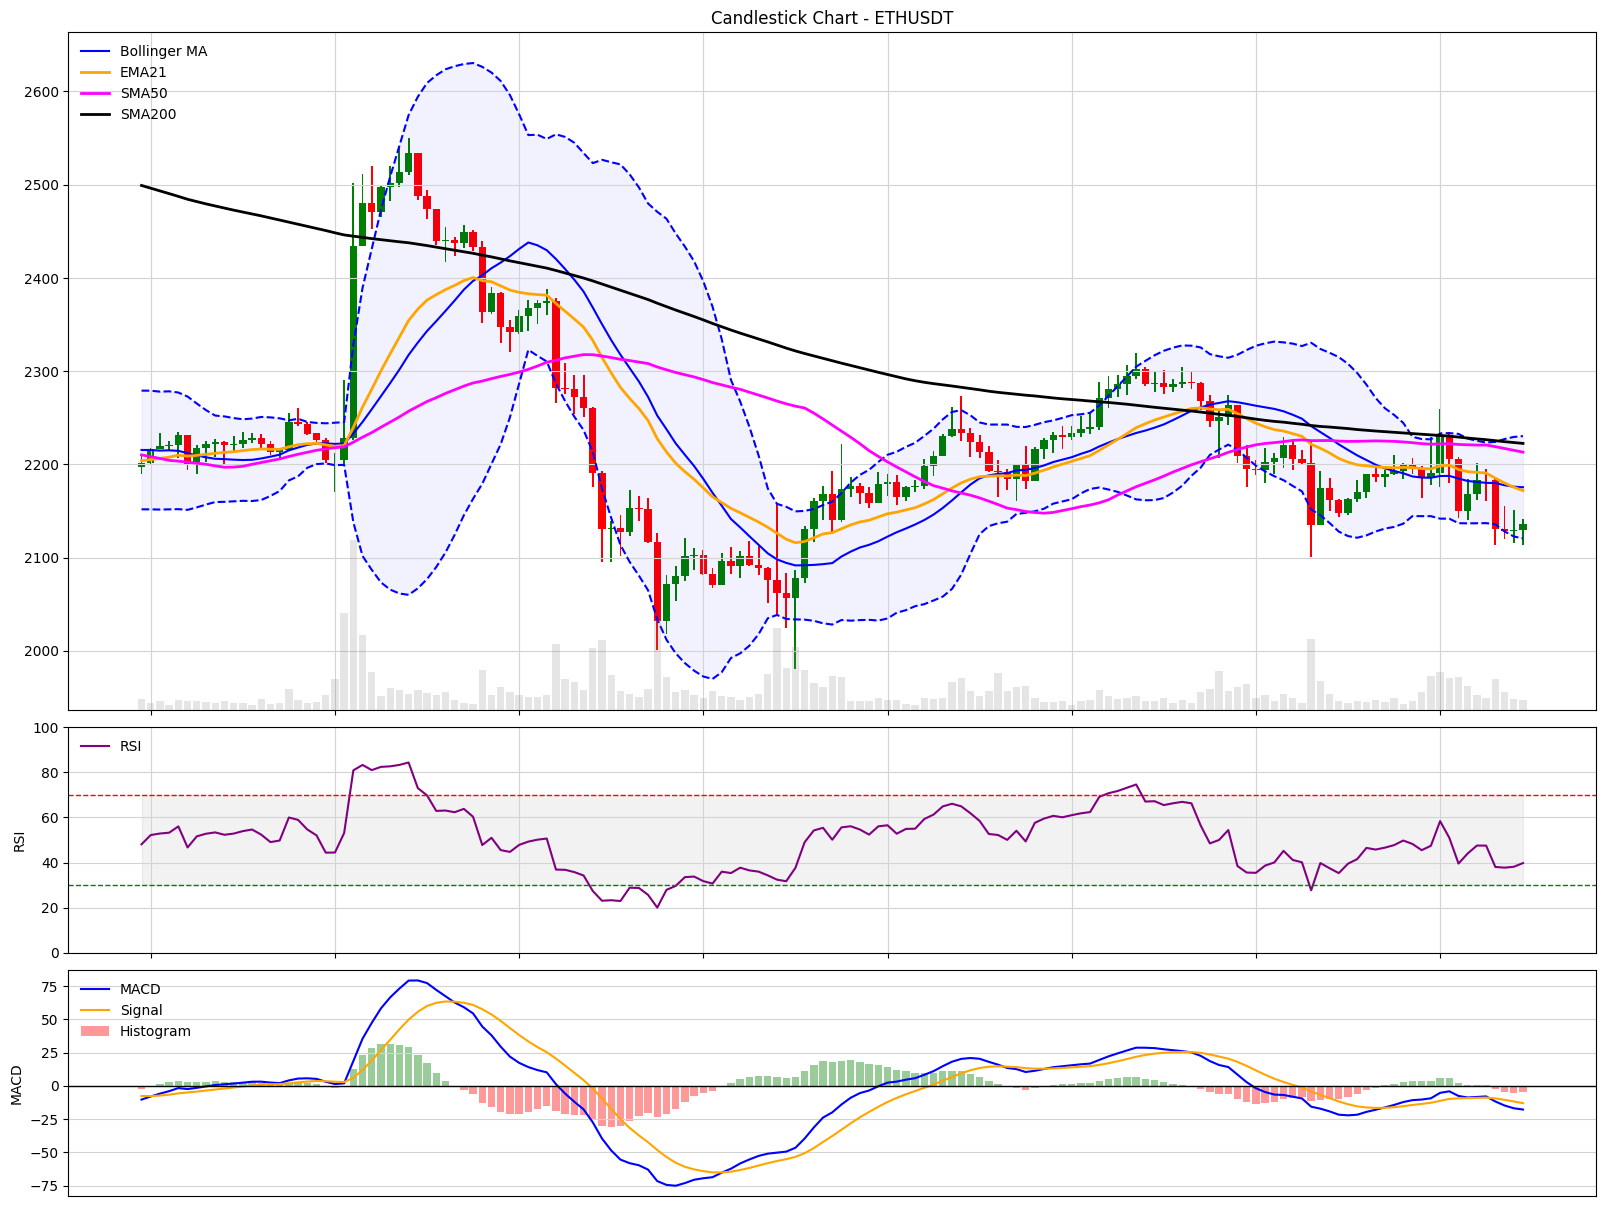 Candlestick Chart - ETHUSDT
Bollinger MA
EMA21
SMA50
SMA200
2600
2500
2400
2300
2200
2100
2000
RSI
100
80
60
40
20
0
RSI
MACD
Signal
Histogram
75
50
25
0
−25
−50
−75
MACD